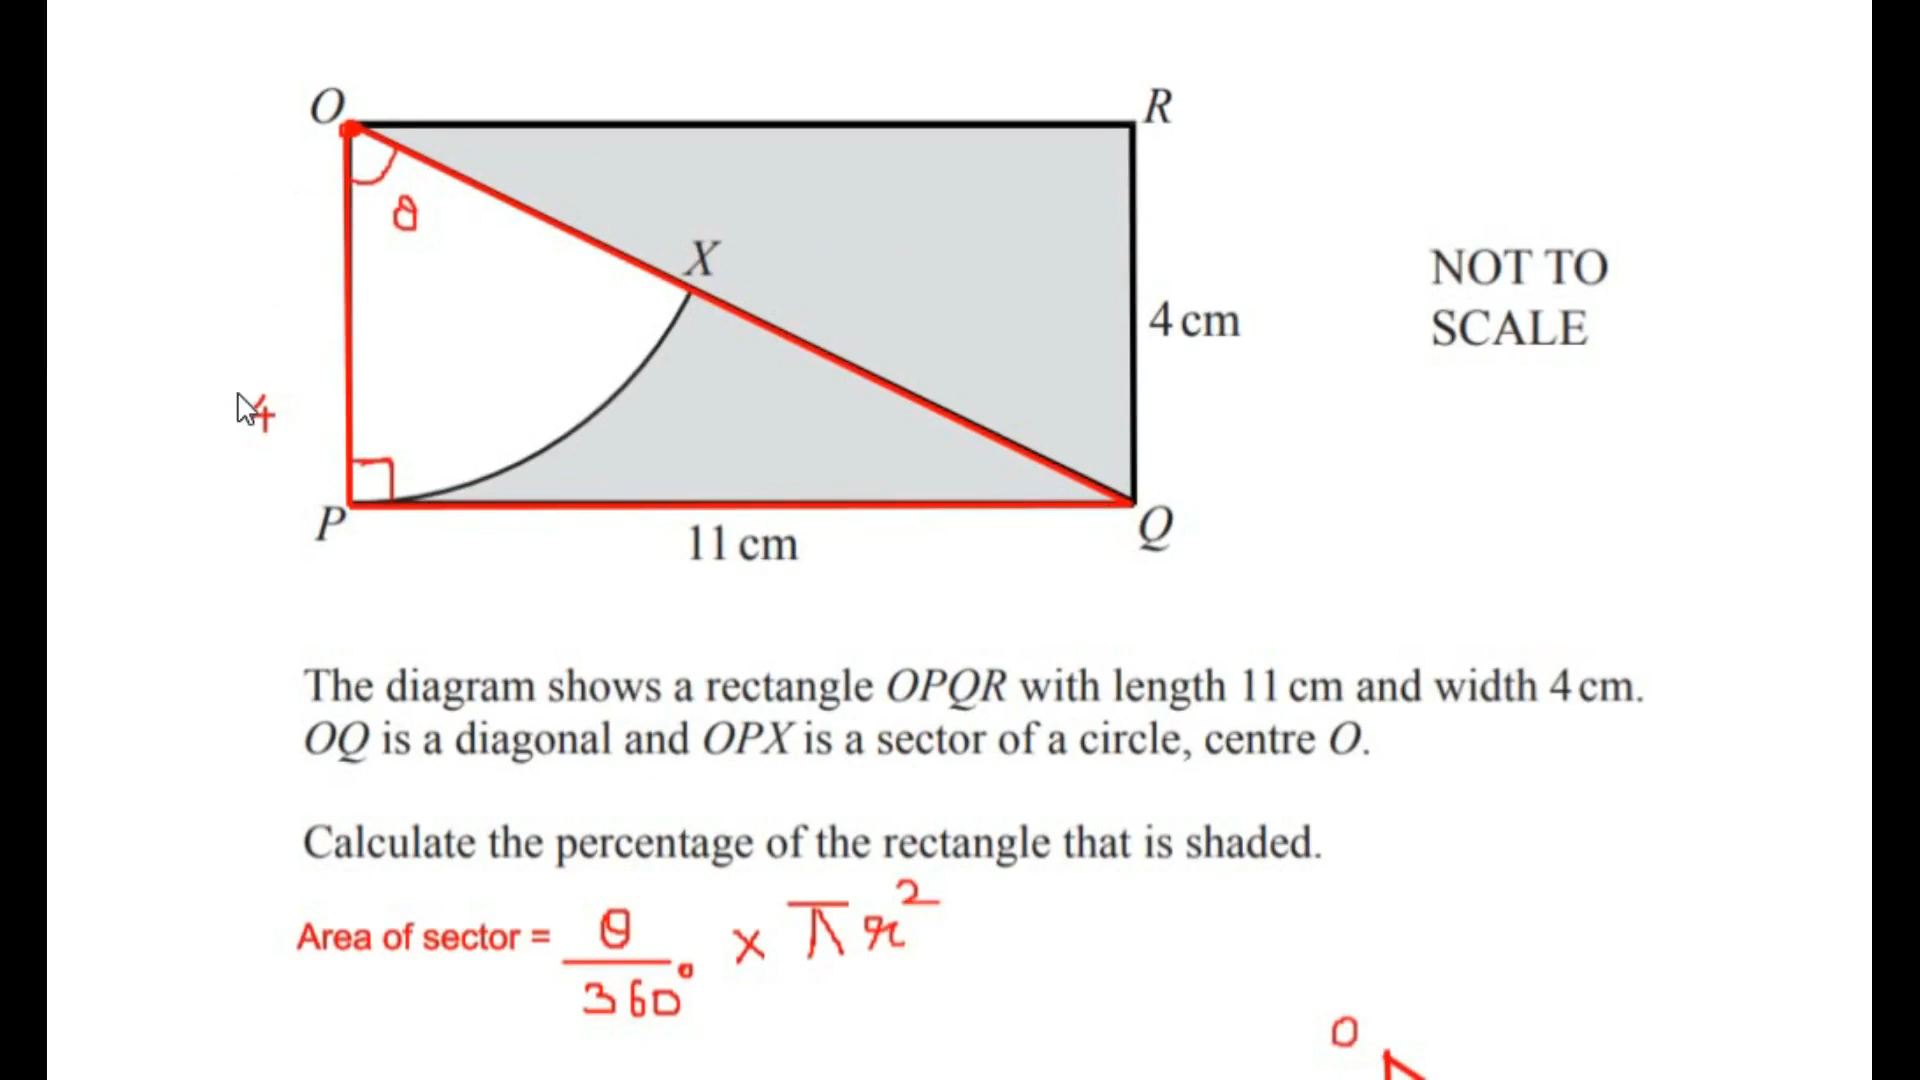 O R
θ
X
NOT TO
4 cm
SCALE
4
P Q
11 cm
The diagram shows a rectangle OPQR with length 11 cm and width 4 cm.
OQ is a diagonal and OPX is a sector of a circle, centre O.
Calculate the percentage of the rectangle that is shaded.
Area of sector = θ/360° × πr²
O